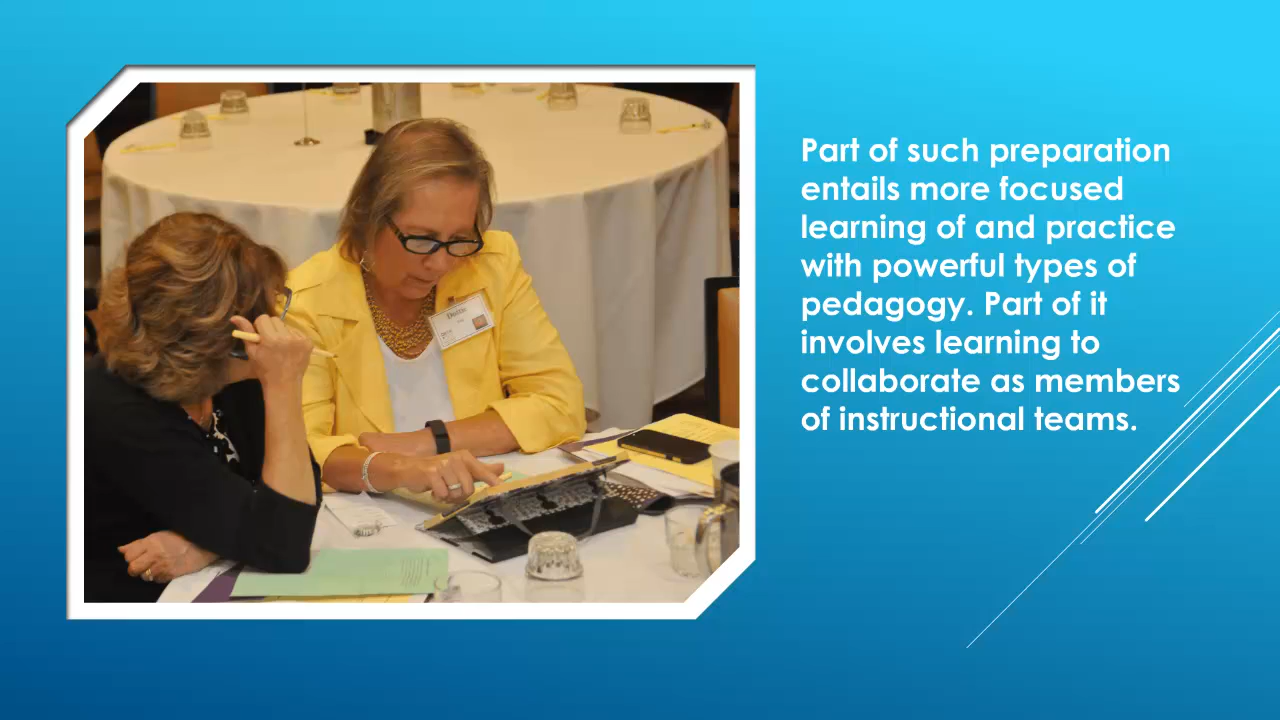 Part of such preparation
entails more focused
learning of and practice
with powerful types of
pedagogy. Part of it
involves learning to
collaborate as members
of instructional teams.